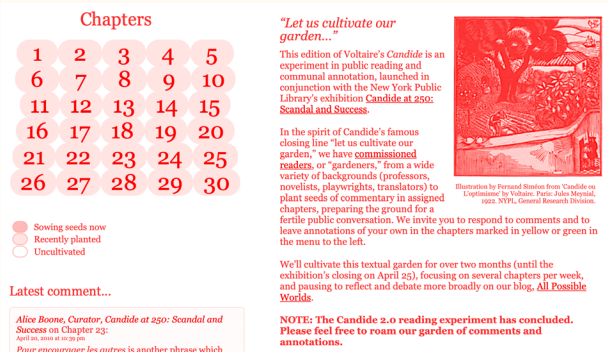 Chapters
1 2 3 4 5
6 7 8 9 10
11 12 13 14 15
16 17 18 19 20
21 22 23 24 25
26 27 28 29 30
Sowing seeds now
Recently planted
Uncultivated
Latest comment...
Alice Boone, Curator, Candide at 250: Scandal and
Success on Chapter 23:
April 20, 2010 at 10:39 pm
Pour encourager les autres is another phrase which
“Let us cultivate our
garden...”
This edition of Voltaire’s Candide is an
experiment in public reading and
communal annotation, launched in
conjunction with the New York Public
Library’s exhibition Candide at 250:
Scandal and Success.
In the spirit of Candide’s famous
closing line “let us cultivate our
garden,” we have commissioned
readers, or “gardeners,” from a wide
variety of backgrounds (professors,
novelists, playwrights, translators) to
plant seeds of commentary in assigned
chapters, preparing the ground for a
fertile public conversation. We invite you to respond to comments and to
leave annotations of your own in the chapters marked in yellow or green in
the menu to the left.
We’ll cultivate this textual garden for over two months (until the
exhibition’s closing on April 25), focusing on several chapters per week,
and pausing to reflect and debate more broadly on our blog, All Possible
Worlds.
NOTE: The Candide 2.0 reading experiment has concluded.
Please feel free to roam our garden of comments and
annotations.
Illustration by Fernand Siméon from ‘Candide ou
L’optimisme’ by Voltaire. Paris: Jules Meynial,
1922. NYPL, General Research Division.